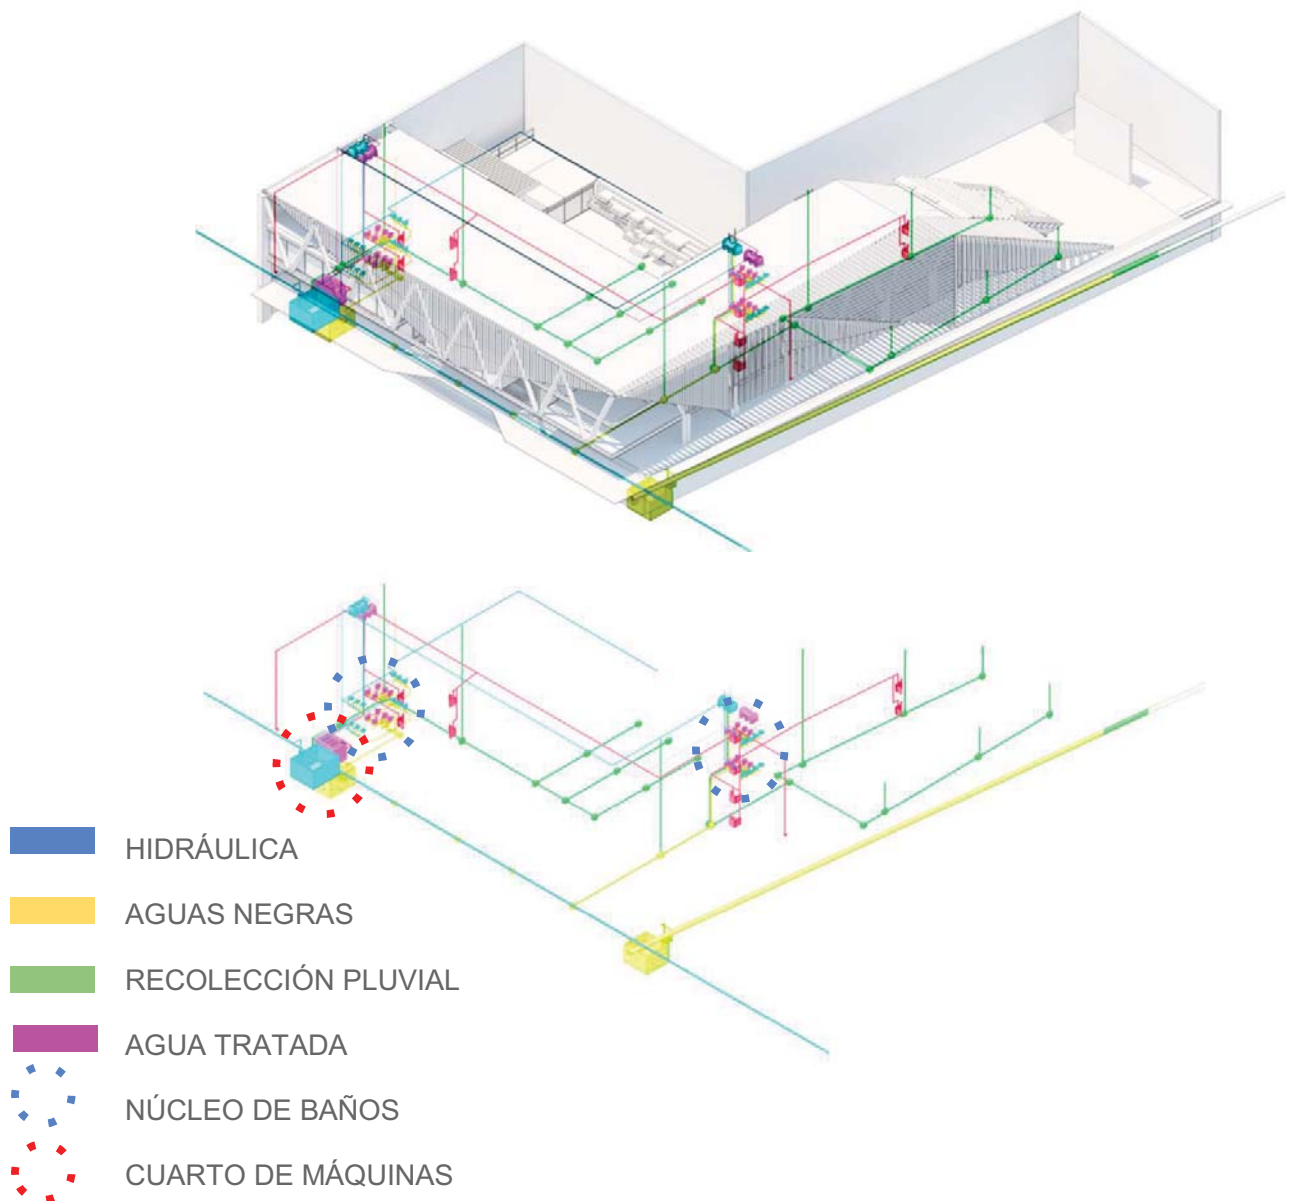 HIDRÁULICA
AGUAS NEGRAS
RECOLECCIÓN PLUVIAL
AGUA TRATADA
NÚCLEO DE BAÑOS
CUARTO DE MÁQUINAS